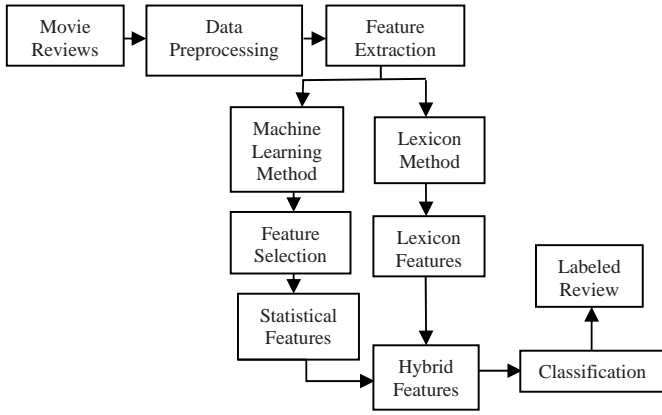 Movie
Reviews
Data
Preprocessing
Feature
Extraction
Machine
Learning
Method
Lexicon
Method
Feature
Selection
Lexicon
Features
Labeled
Review
Statistical
Features
Hybrid
Features
Classification